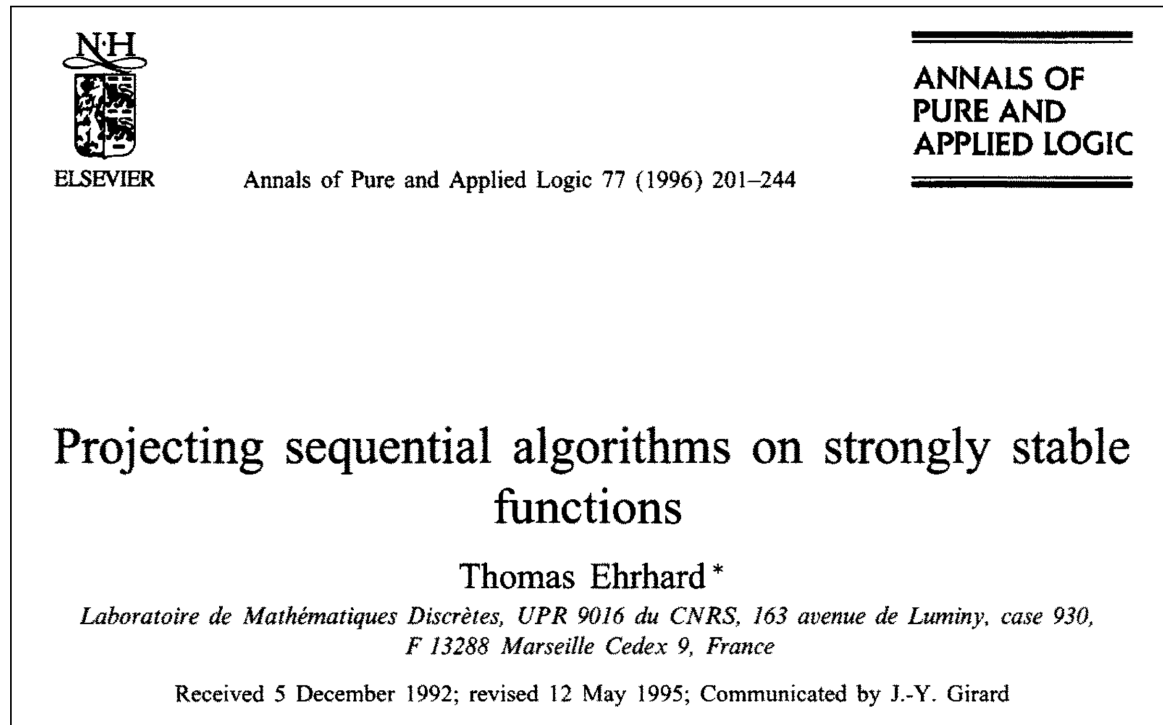 N·H
ELSEVIER
Annals of Pure and Applied Logic 77 (1996) 201–244
ANNALS OF
PURE AND
APPLIED LOGIC
Projecting sequential algorithms on strongly stable
functions
Thomas Ehrhard *
Laboratoire de Mathématiques Discrètes, UPR 9016 du CNRS, 163 avenue de Luminy, case 930,
F 13288 Marseille Cedex 9, France
Received 5 December 1992; revised 12 May 1995; Communicated by J.-Y. Girard